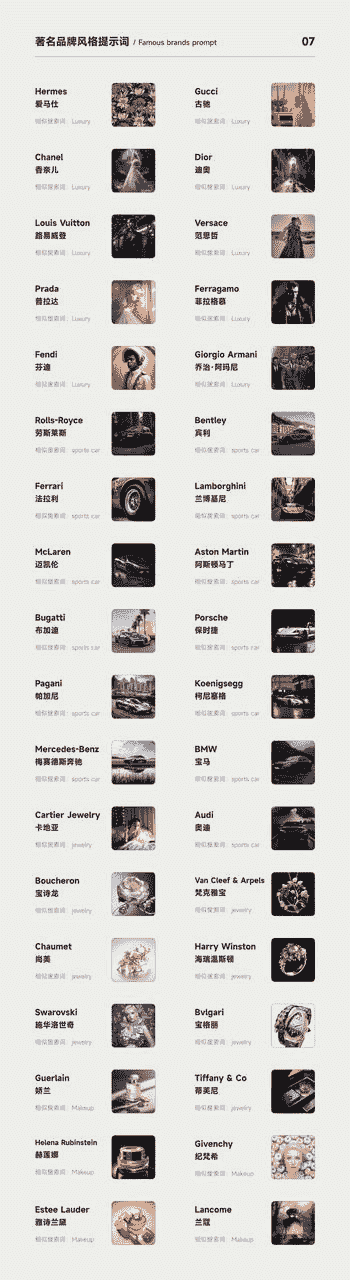 著名品牌风格提示词 / Famous brands prompt
07
Hermes
爱马仕
相似搜索词：Luxury
Gucci
古驰
相似搜索词：Luxury
Chanel
香奈儿
相似搜索词：Luxury
Dior
迪奥
相似搜索词：Luxury
Louis Vuitton
路易威登
相似搜索词：Luxury
Versace
范思哲
相似搜索词：Luxury
Prada
普拉达
相似搜索词：Luxury
Ferragamo
菲拉格慕
相似搜索词：Luxury
Fendi
芬迪
相似搜索词：Luxury
Giorgio Armani
乔治·阿玛尼
相似搜索词：Luxury
Rolls-Royce
劳斯莱斯
相似搜索词：sports car
Bentley
宾利
相似搜索词：sports car
Ferrari
法拉利
相似搜索词：sports car
Lamborghini
兰博基尼
相似搜索词：sports car
McLaren
迈凯伦
相似搜索词：sports car
Aston Martin
阿斯顿马丁
相似搜索词：sports car
Bugatti
布加迪
相似搜索词：sports car
Porsche
保时捷
相似搜索词：sports car
Pagani
帕加尼
相似搜索词：sports car
Koenigsegg
柯尼塞格
相似搜索词：sports car
Mercedes-Benz
梅赛德斯奔驰
相似搜索词：sports car
BMW
宝马
相似搜索词：sports car
Cartier Jewelry
卡地亚
相似搜索词：jewelry
Audi
奥迪
相似搜索词：sports car
Boucheron
宝诗龙
相似搜索词：jewelry
Van Cleef & Arpels
梵克雅宝
相似搜索词：jewelry
Chaumet
尚美
相似搜索词：jewelry
Harry Winston
海瑞温斯顿
相似搜索词：jewelry
Swarovski
施华洛世奇
相似搜索词：jewelry
Bvlgari
宝格丽
相似搜索词：jewelry
Guerlain
娇兰
相似搜索词：Makeup
Tiffany & Co
蒂芙尼
相似搜索词：jewelry
Helena Rubinstein
赫莲娜
相似搜索词：Makeup
Givenchy
纪梵希
相似搜索词：Makeup
Estee Lauder
雅诗兰黛
相似搜索词：Makeup
Lancome
兰蔻
相似搜索词：Makeup